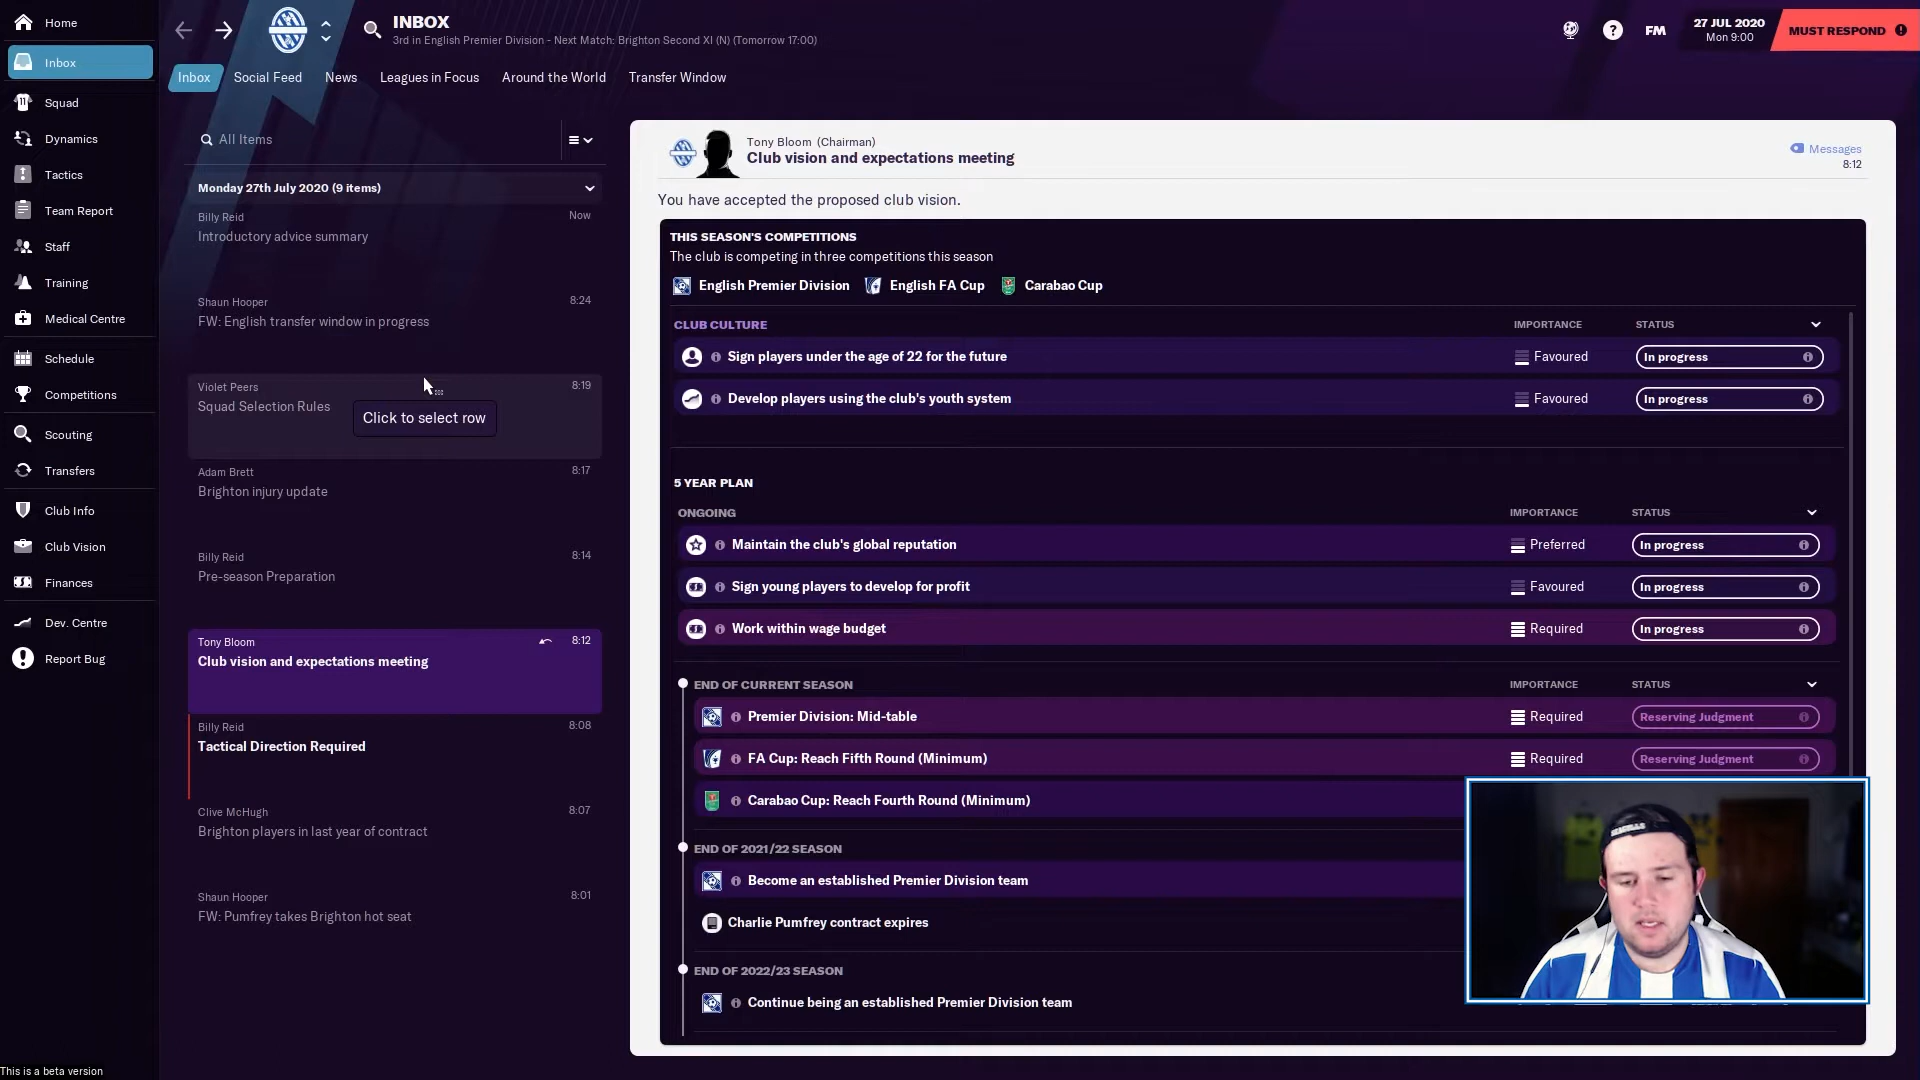 Home
Inbox
Squad
Dynamics
Tactics
Team Report
Staff
Training
Medical Centre
Schedule
Competitions
Scouting
Transfers
Club Info
Club Vision
Finances
Dev. Centre
Report Bug
This is a beta version
INBOX
3rd in English Premier Division - Next Match: Brighton Second XI (N) (Tomorrow 17:00)
?
FM
27 JUL 2020
Mon 9:00
MUST RESPOND
Inbox Social Feed News Leagues in Focus Around the World Transfer Window
All Items
Monday 27th July 2020 (9 items)
Billy Reid Now
Introductory advice summary
Shaun Hooper 8:24
FW: English transfer window in progress
Violet Peers 8:19
Squad Selection Rules
Click to select row
Adam Brett 8:17
Brighton injury update
Billy Reid 8:14
Pre-season Preparation
Tony Bloom 8:12
Club vision and expectations meeting
Billy Reid 8:08
Tactical Direction Required
Clive McHugh 8:07
Brighton players in last year of contract
Shaun Hooper 8:01
FW: Pumfrey takes Brighton hot seat
Tony Bloom (Chairman)
Club vision and expectations meeting
Messages
8:12
You have accepted the proposed club vision.
THIS SEASON'S COMPETITIONS
The club is competing in three competitions this season
English Premier Division English FA Cup Carabao Cup
CLUB CULTURE IMPORTANCE STATUS
Sign players under the age of 22 for the future Favoured In progress
Develop players using the club's youth system Favoured In progress
5 YEAR PLAN
ONGOING IMPORTANCE STATUS
Maintain the club's global reputation Preferred In progress
Sign young players to develop for profit Favoured In progress
Work within wage budget Required In progress
END OF CURRENT SEASON IMPORTANCE STATUS
Premier Division: Mid-table Required Reserving Judgment
FA Cup: Reach Fifth Round (Minimum) Required Reserving Judgment
Carabao Cup: Reach Fourth Round (Minimum)
END OF 2021/22 SEASON
Become an established Premier Division team
Charlie Pumfrey contract expires
END OF 2022/23 SEASON
Continue being an established Premier Division team
SEAGULLS